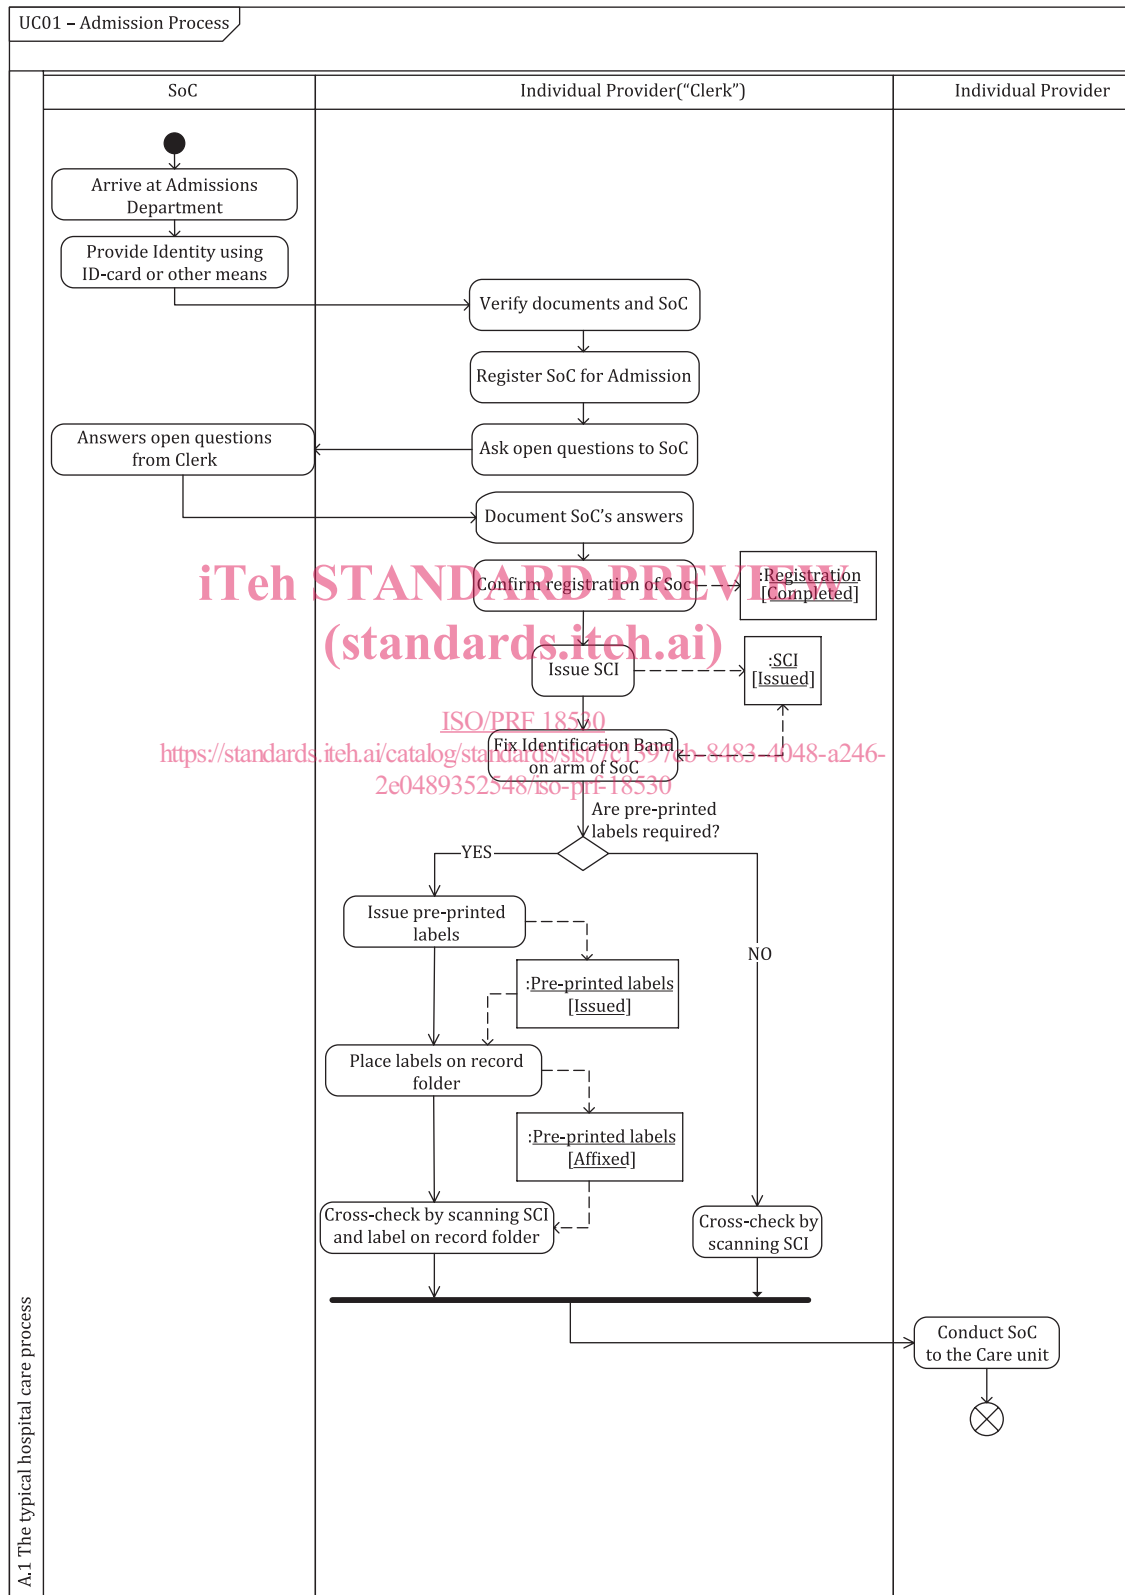 UC01 – Admission Process
SoC
Individual Provider("Clerk")
Individual Provider
Arrive at Admissions
Department
Provide Identity using
ID-card or other means
Verify documents and SoC
Register SoC for Admission
Answers open questions
from Clerk
Ask open questions to SoC
Document SoC's answers
Confirm registration of Soc
:Registration
[Completed]
iTeh STANDARD PREVIEW
(standards.iteh.ai)
Issue SCI
:SCI
[Issued]
ISO/PRF 18530
https://standards.iteh.ai/catalog/standards/sist/7c1397cb-8483-4048-a246-
2e0489352548/iso-prf-18530
Fix Identification Band
on arm of SoC
Are pre-printed
labels required?
YES
Issue pre-printed
labels
NO
:Pre-printed labels
[Issued]
Place labels on record
folder
:Pre-printed labels
[Affixed]
Cross-check by scanning SCI
and label on record folder
Cross-check by
scanning SCI
Conduct SoC
to the Care unit
A.1 The typical hospital care process